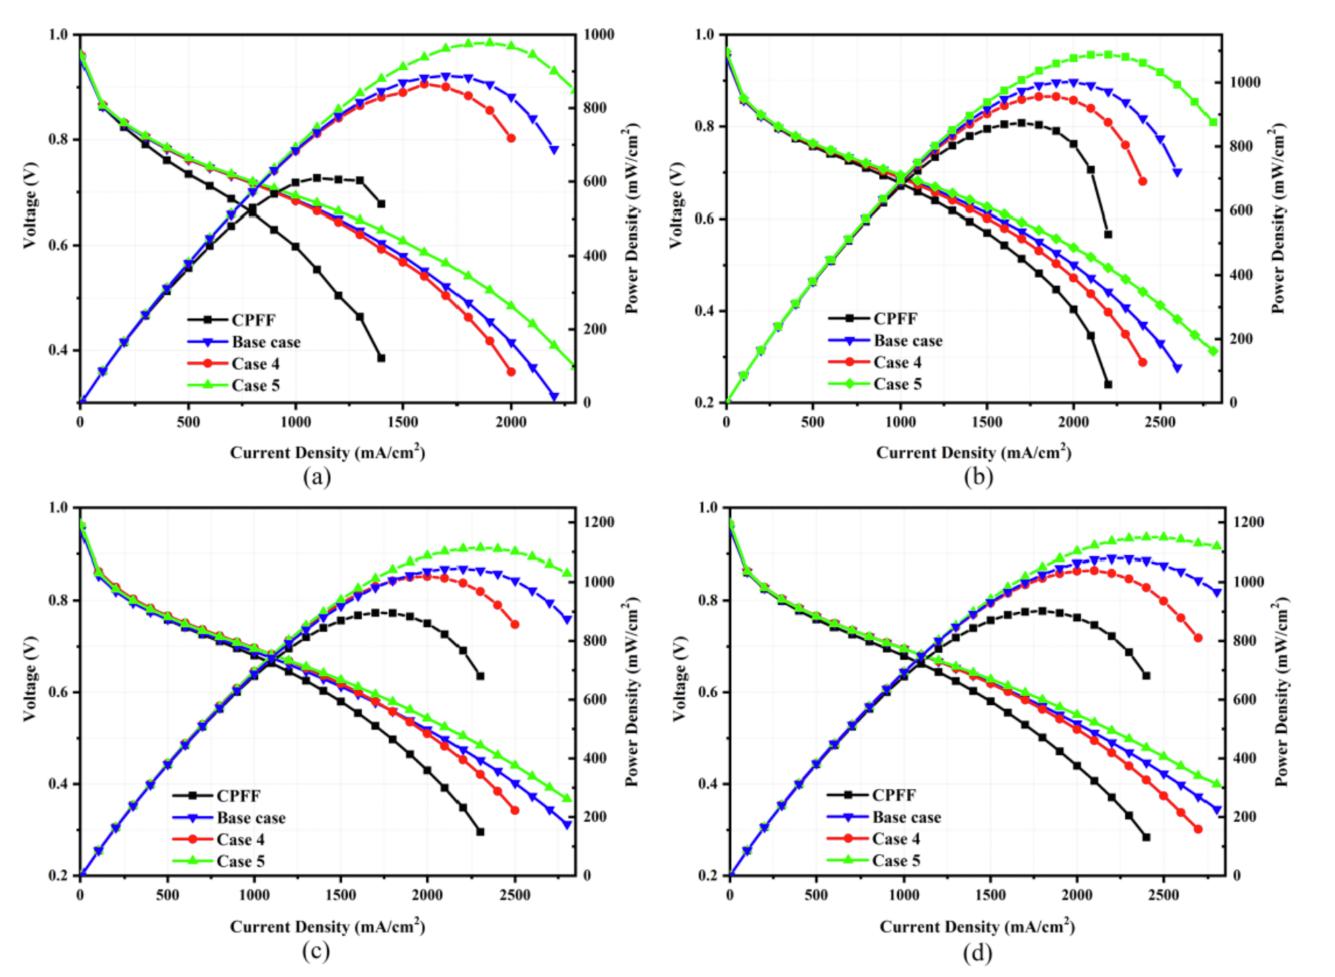 1.0
0.8
0.6
0.4
Voltage (V)
1000
800
600
400
200
0
Power Density (mW/cm²)
CPFF
Base case
Case 4
Case 5
0 500 1000 1500 2000
Current Density (mA/cm²)
(a)
1.0
0.8
0.6
0.4
0.2
Voltage (V)
1000
800
600
400
200
0
Power Density (mW/cm²)
CPFF
Base case
Case 4
Case 5
0 500 1000 1500 2000 2500
Current Density (mA/cm²)
(b)
1.0
0.8
0.6
0.4
0.2
Voltage (V)
1200
1000
800
600
400
200
0
Power Density (mW/cm²)
CPFF
Base case
Case 4
Case 5
0 500 1000 1500 2000 2500
Current Density (mA/cm²)
(c)
1.0
0.8
0.6
0.4
0.2
Voltage (V)
1200
1000
800
600
400
200
0
Power Density (mW/cm²)
CPFF
Base case
Case 4
Case 5
0 500 1000 1500 2000 2500
Current Density (mA/cm²)
(d)